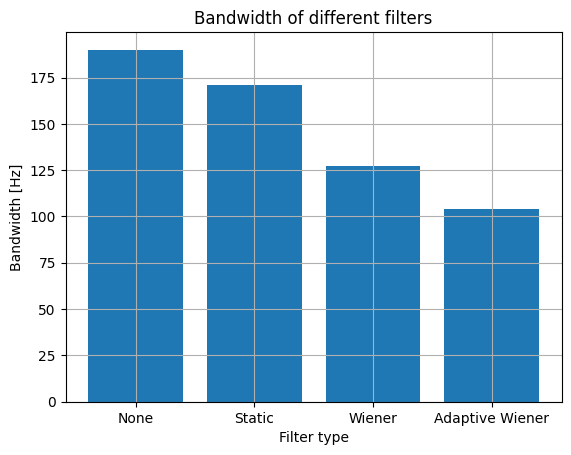 Bandwidth of different filters
Bandwidth [Hz]
175
150
125
100
75
50
25
0
None Static Wiener Adaptive Wiener
Filter type